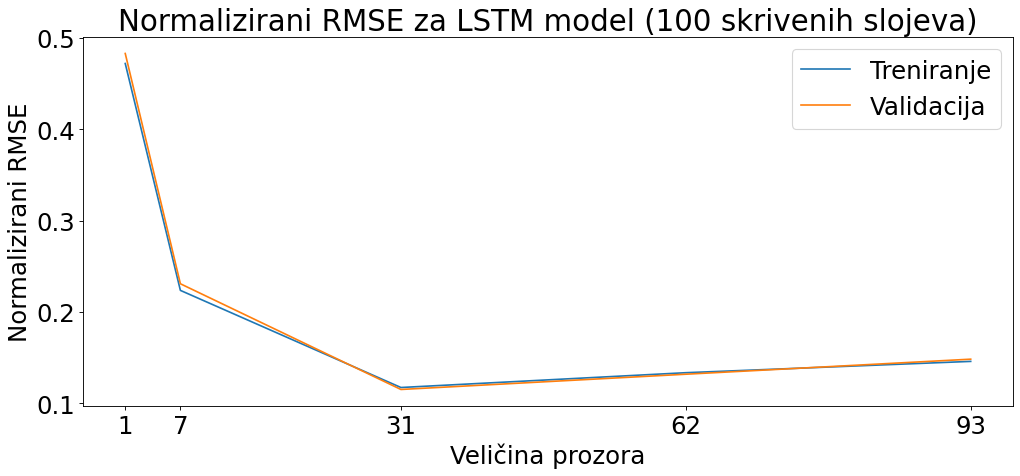 Normalizirani RMSE za LSTM model (100 skrivenih slojeva)
Normalizirani RMSE
0.5
0.4
0.3
0.2
0.1
Treniranje
Validacija
1 7 31 62 93
Veličina prozora